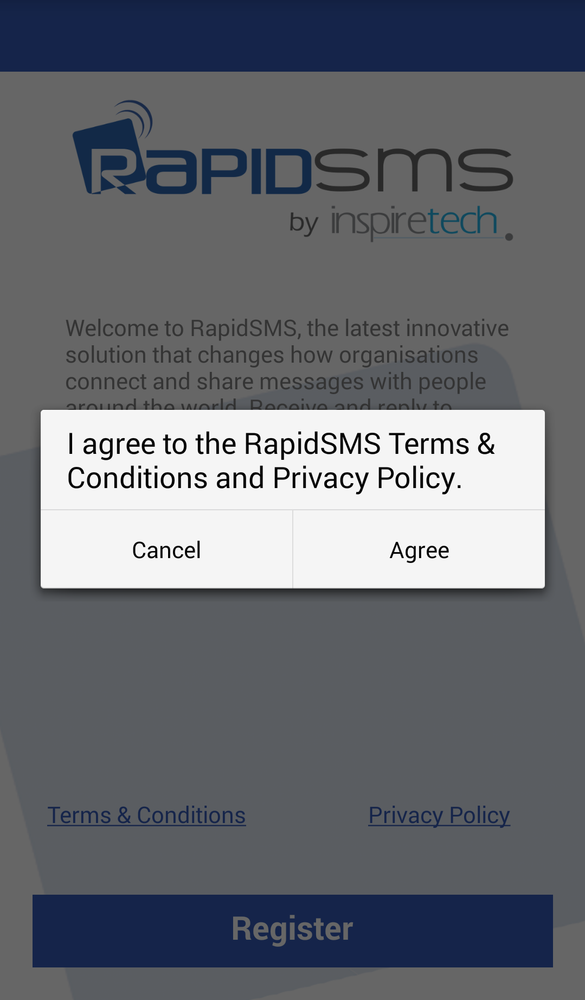 RapidSMS
by inspiretech
Welcome to RapidSMS, the latest innovative
solution that changes how organisations
connect and share messages with people
around the world. Receive and reply to
I agree to the RapidSMS Terms &
Conditions and Privacy Policy.
Cancel
Agree
Terms & Conditions
Privacy Policy
Register